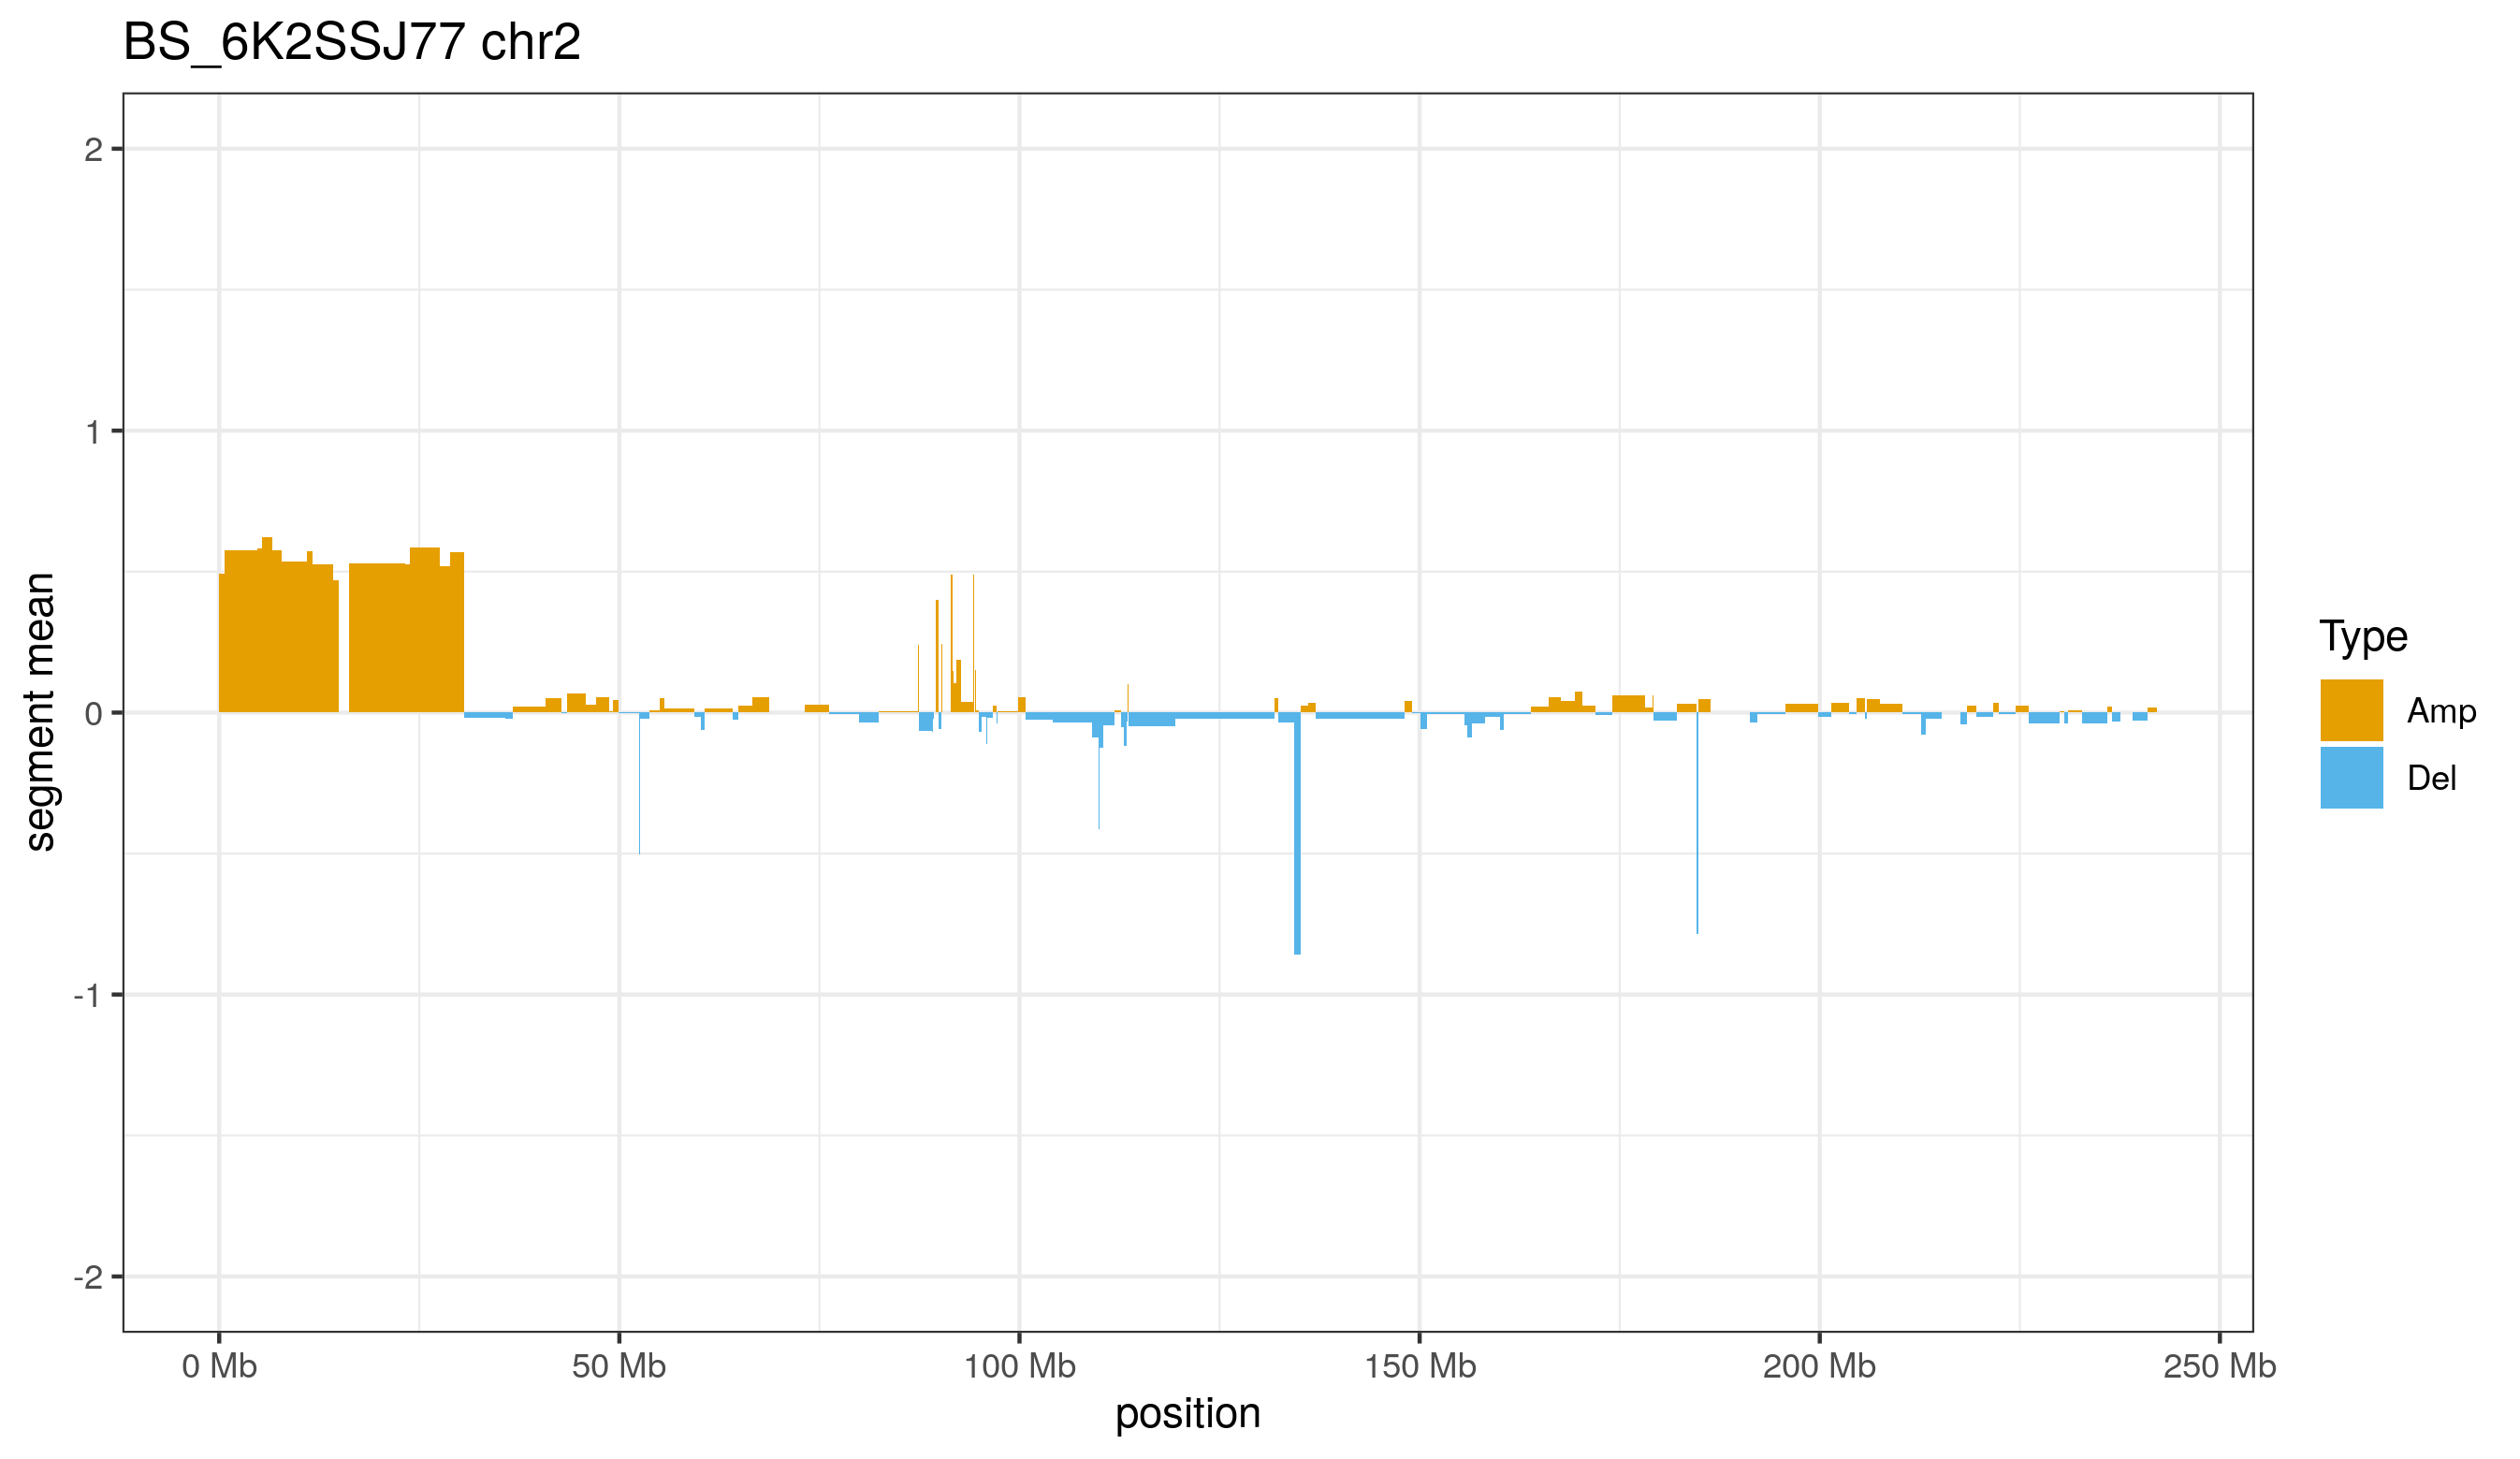 BS_6K2SSJ77 chr2
2
1
0
-1
-2
segment mean
0 Mb
50 Mb
100 Mb
150 Mb
200 Mb
250 Mb
position
Type
Amp
Del